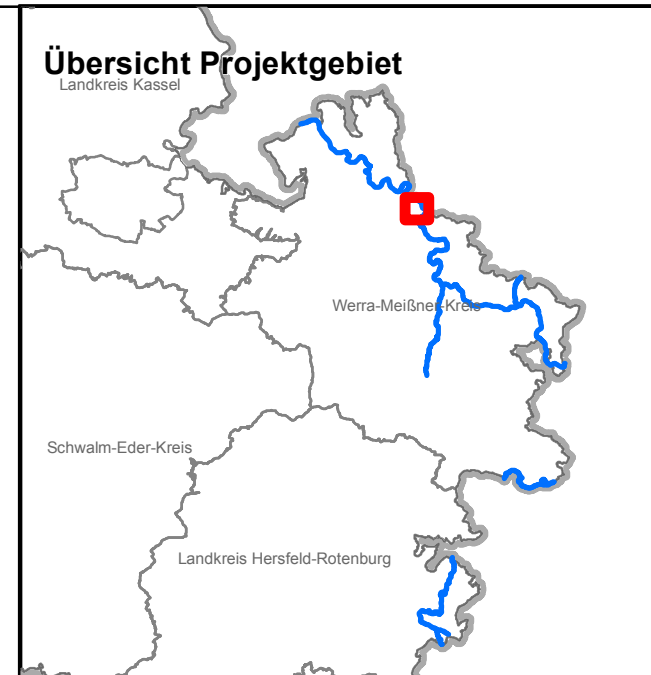 Übersicht Projektgebiet
Landkreis Kassel
Werra-Meißner-Kreis
Schwalm-Eder-Kreis
Landkreis Hersfeld-Rotenburg